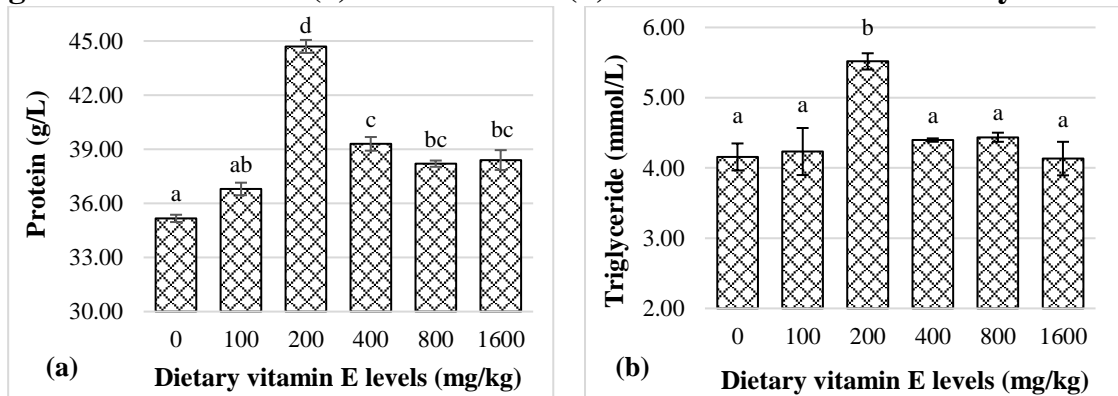 45.00
42.00
39.00
36.00
33.00
30.00
Protein (g/L)
a
ab
d
c
bc
bc
0 100 200 400 800 1600
(a) Dietary vitamin E levels (mg/kg)
6.00
5.00
4.00
3.00
2.00
Triglyceride (mmol/L)
a
a
b
a
a
a
0 100 200 400 800 1600
(b) Dietary vitamin E levels (mg/kg)